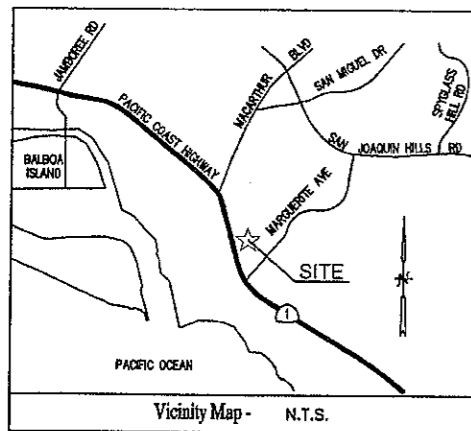 JAMBOREE RD
PACIFIC COAST HIGHWAY
MACARTHUR
BLVD
SAN MIGUEL DR
SPYGLASS
HILL RD
SAN
JOAQUIN HILLS
RD
BALBOA
ISLAND
MARGUERITE AVE
SITE
1
PACIFIC OCEAN
Vicinity Map - N.T.S.